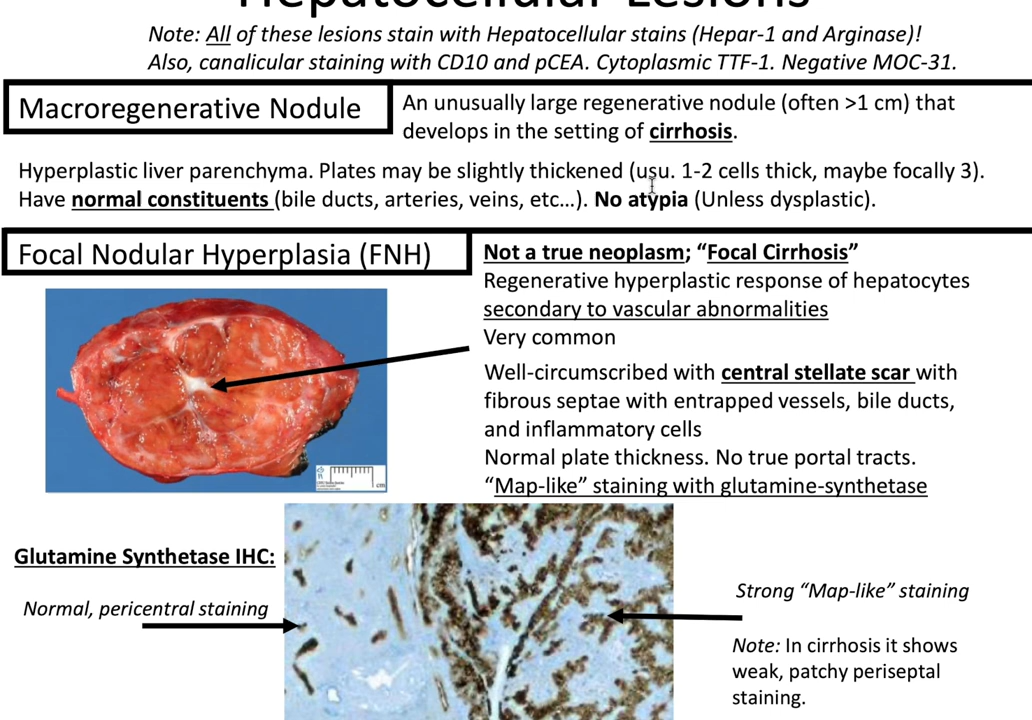 Hepatocellular Lesions
Note: All of these lesions stain with Hepatocellular stains (Hepar-1 and Arginase)!
Also, canalicular staining with CD10 and pCEA. Cytoplasmic TTF-1. Negative MOC-31.
Macroregenerative Nodule
An unusually large regenerative nodule (often >1 cm) that
develops in the setting of cirrhosis.
Hyperplastic liver parenchyma. Plates may be slightly thickened (usu. 1-2 cells thick, maybe focally 3).
Have normal constituents (bile ducts, arteries, veins, etc…). No atypia (Unless dysplastic).
Focal Nodular Hyperplasia (FNH)
Not a true neoplasm; “Focal Cirrhosis”
Regenerative hyperplastic response of hepatocytes
secondary to vascular abnormalities
Very common
Well-circumscribed with central stellate scar with
fibrous septae with entrapped vessels, bile ducts,
and inflammatory cells
Normal plate thickness. No true portal tracts.
“Map-like” staining with glutamine-synthetase
cm
Glutamine Synthetase IHC:
Normal, pericentral staining
Strong “Map-like” staining
Note: In cirrhosis it shows
weak, patchy periseptal
staining.